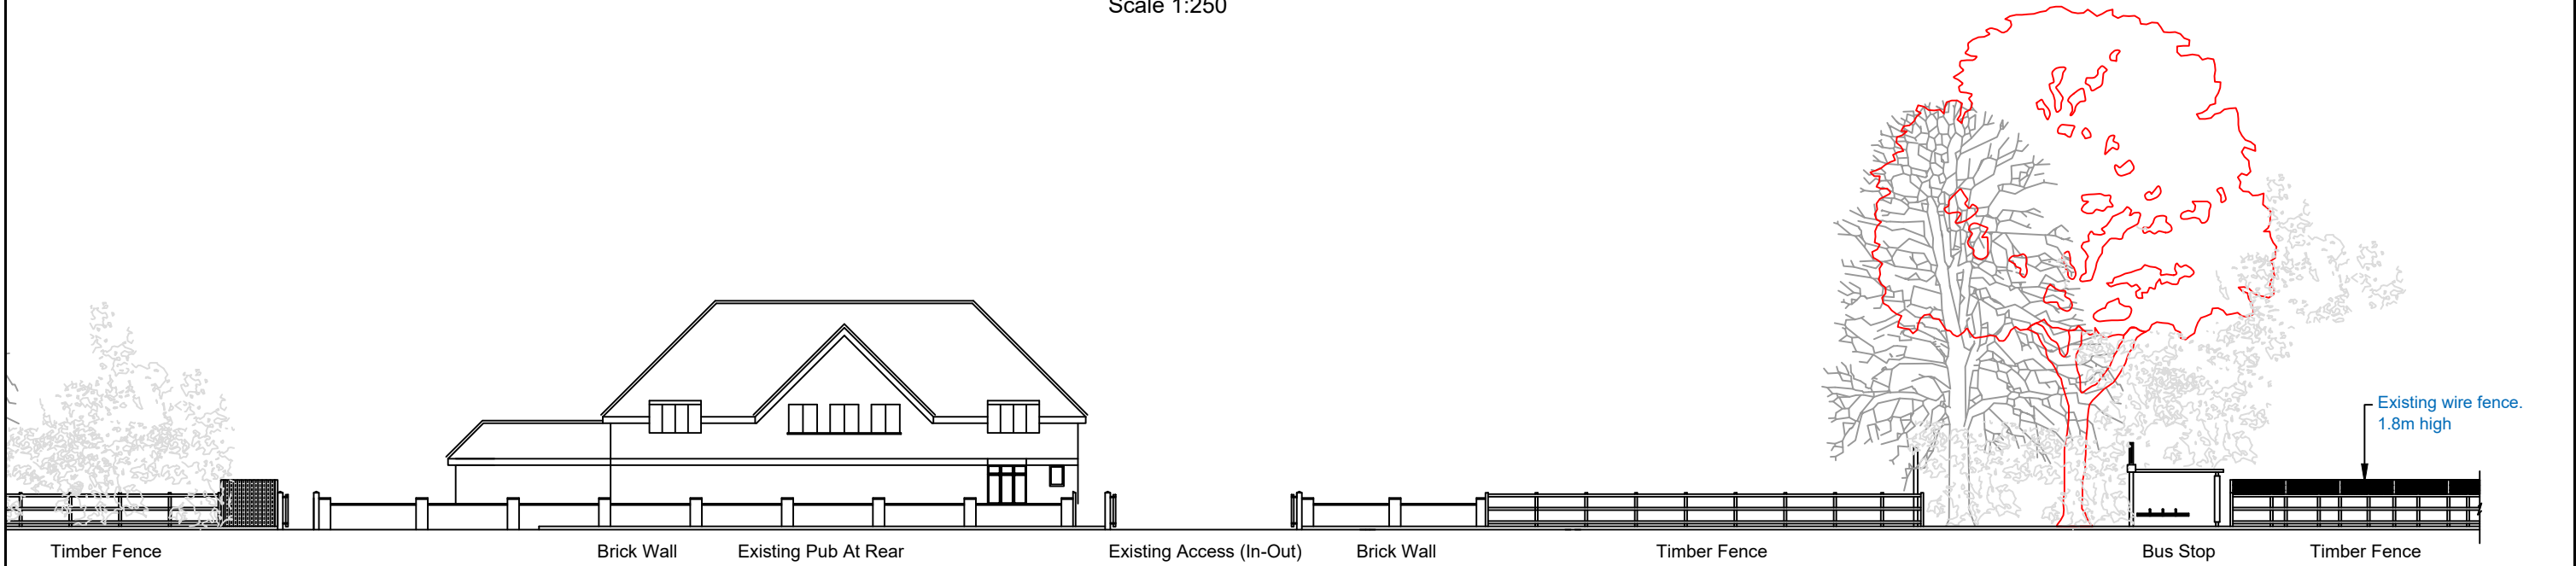 Scale 1:250
Existing wire fence.
1.8m high
Timber Fence
Brick Wall
Existing Pub At Rear
Existing Access (In-Out)
Brick Wall
Timber Fence
Bus Stop
Timber Fence